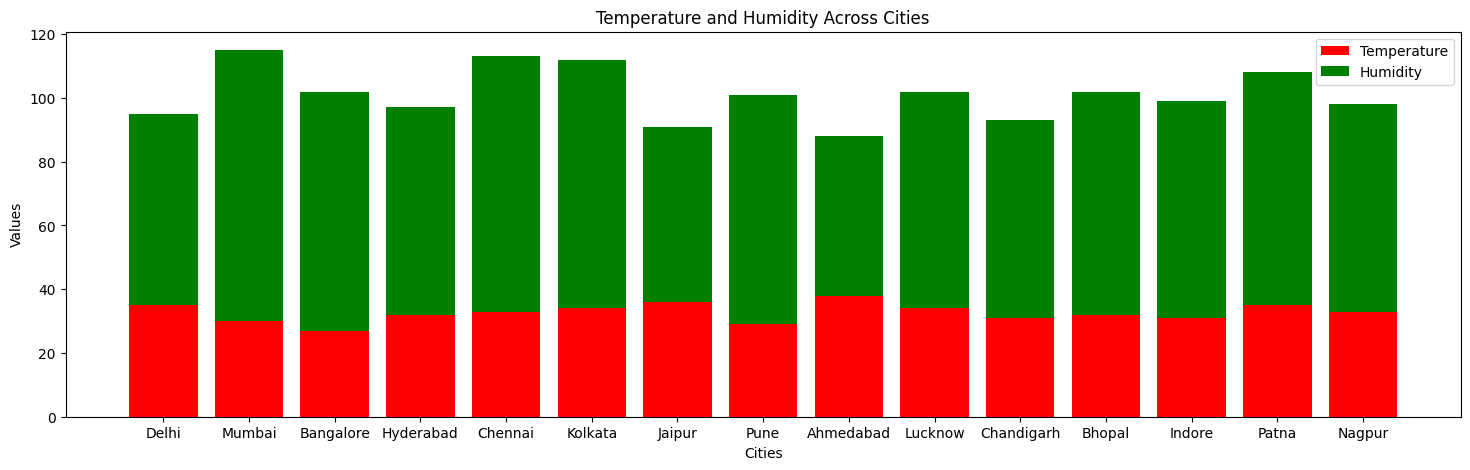 Temperature and Humidity Across Cities
120
100
80
60
40
20
0
Values
Temperature
Humidity
Delhi Mumbai Bangalore Hyderabad Chennai Kolkata Jaipur Pune Ahmedabad Lucknow Chandigarh Bhopal Indore Patna Nagpur
Cities